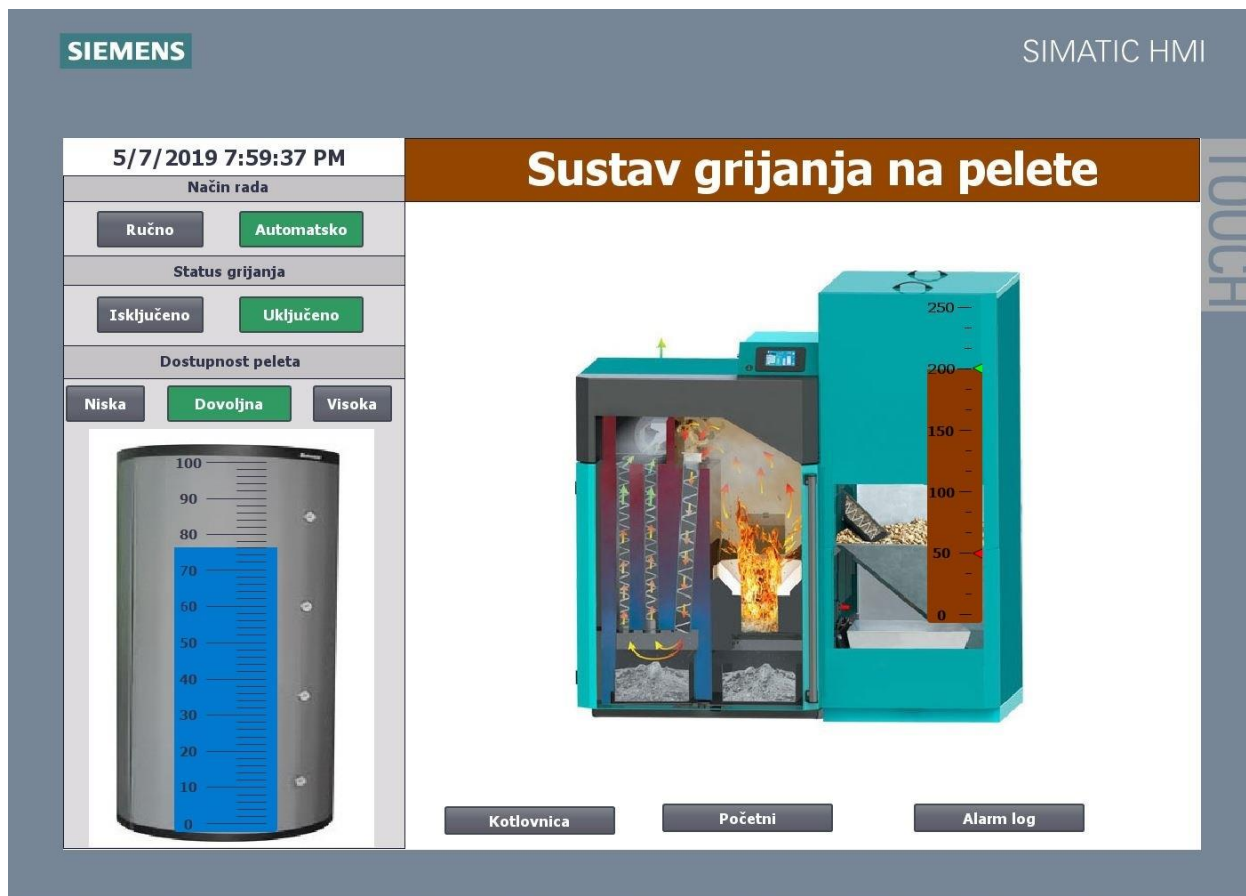 SIEMENS
SIMATIC HMI
TOUCH
5/7/2019 7:59:37 PM
Sustav grijanja na pelete
Način rada
Ručno Automatsko
Status grijanja
Isključeno Uključeno
Dostupnost peleta
Niska Dovoljna Visoka
100
90
80
70
60
50
40
30
20
10
0
250
200
150
100
50
0
Kotlovnica Početni Alarm log